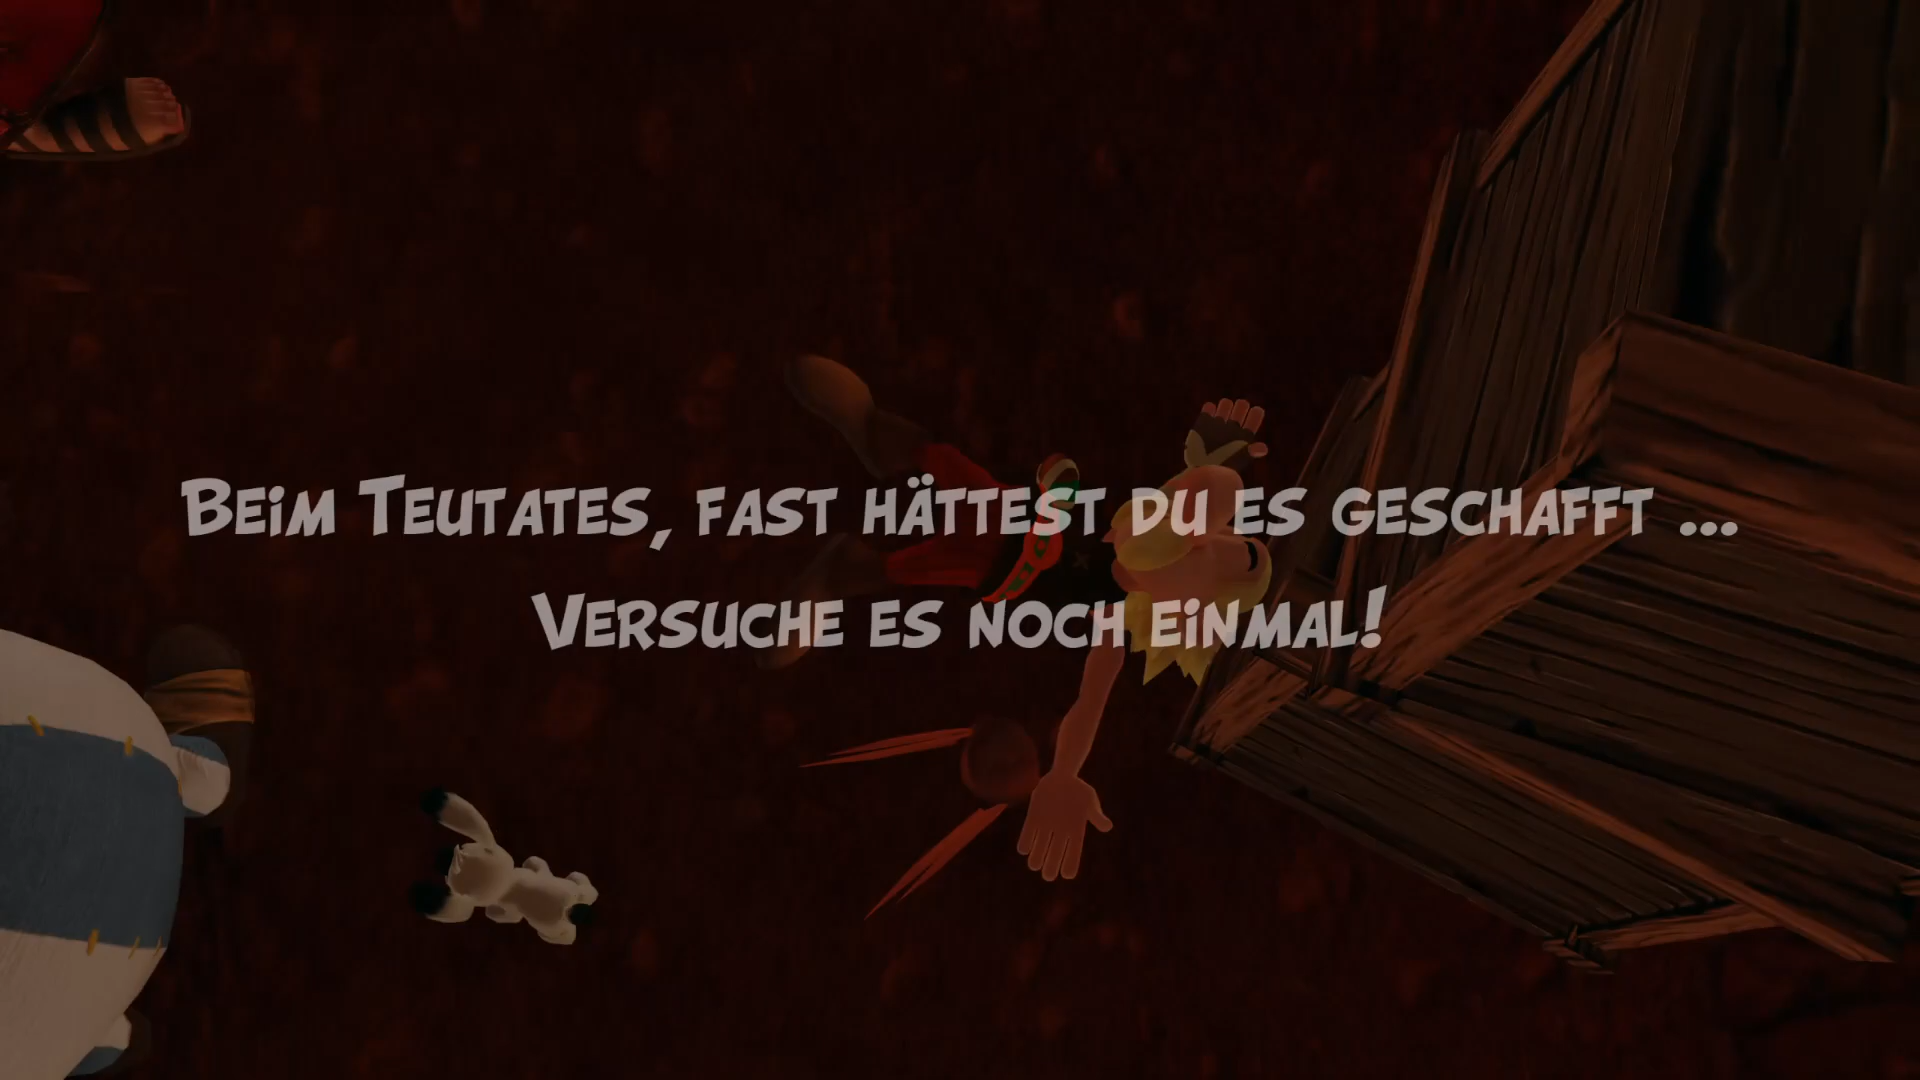 Beim Teutates, fast hättest du es geschafft ...
Versuche es noch einmal!